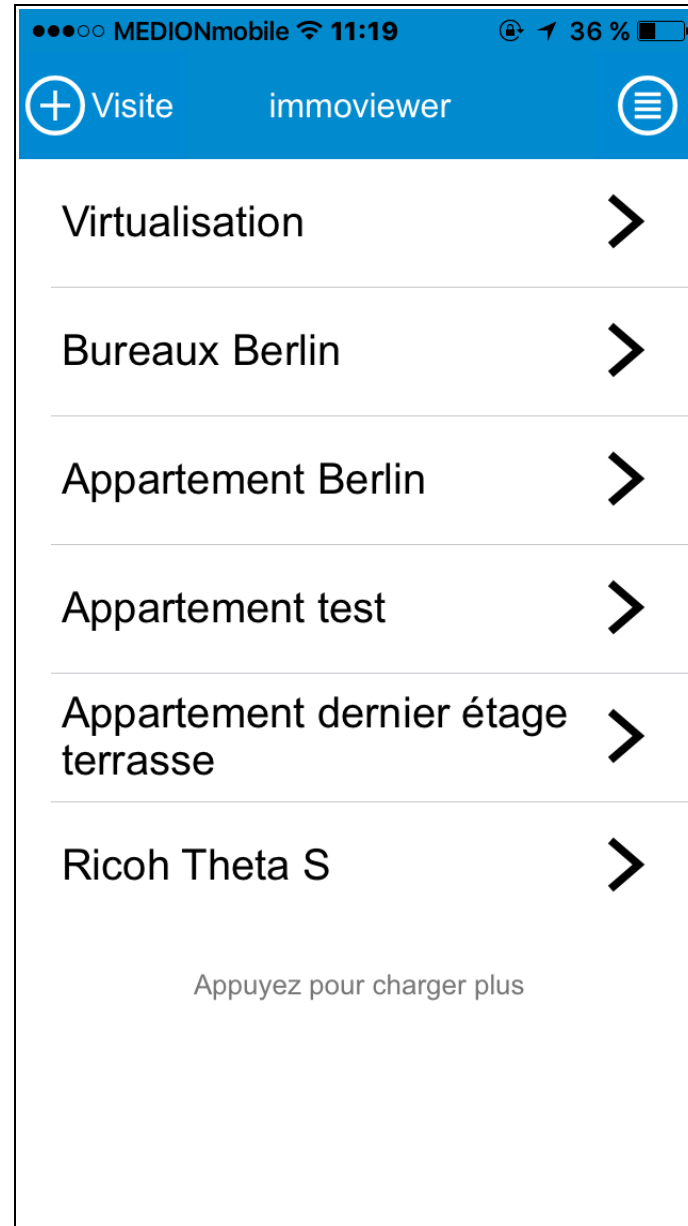 MEDIONmobile 11:19 36 %
Visite immoviewer
Virtualisation
Bureaux Berlin
Appartement Berlin
Appartement test
Appartement dernier étage
terrasse
Ricoh Theta S
Appuyez pour charger plus